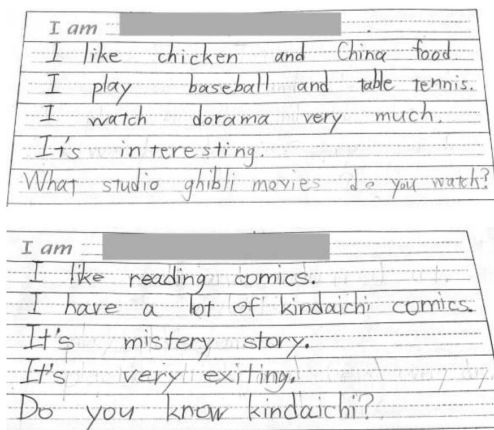 I am
I like chicken and China food.
I play baseball and table tennis.
I watch dorama very much.
It's interesting.
What studio ghibli movies do you watch?
I am
I like reading comics.
I have a lot of kindaichi comics.
It's mistery story.
It's very exiting.
Do you know kindaichi?